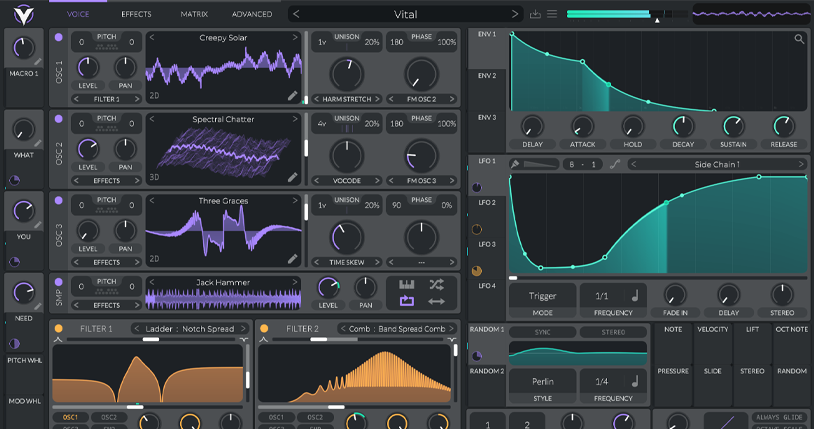 VOICE EFFECTS MATRIX ADVANCED < Vital >
MACRO 1
WHAT
YOU
NEED
PITCH WHL
MOD WHL
OSC 1
0 PITCH 0
LEVEL PAN
< FILTER 1 >
< Creepy Solar >
2D
1v UNISON 20%
< HARM STRETCH >
180 PHASE 100%
< FM OSC 2 >
OSC 2
0 PITCH 0
LEVEL PAN
< EFFECTS >
< Spectral Chatter >
3D
4v UNISON 20%
< VOCODE >
180 PHASE 100%
< FM OSC 3 >
OSC 3
0 PITCH 0
LEVEL PAN
< EFFECTS >
< Three Graces >
2D
1v UNISON 20%
< TIME SKEW >
90 PHASE 0%
< --- >
SMP
0 PITCH 0
< EFFECTS >
< Jack Hammer >
LEVEL PAN
FILTER 1 < Ladder : Notch Spread >
OSC1 OSC2
FILTER 2 < Comb : Band Spread Comb >
OSC1 OSC2
ENV 1
ENV 2
ENV 3
DELAY ATTACK HOLD DECAY SUSTAIN RELEASE
LFO 1
LFO 2
LFO 3
LFO 4
8 - 1 < Side Chain 1 >
Trigger
MODE
1/1
FREQUENCY
FADE IN DELAY STEREO
RANDOM 1
RANDOM 2
SYNC STEREO
Perlin
STYLE
1/4
FREQUENCY
NOTE VELOCITY LIFT OCT NOTE
PRESSURE SLIDE STEREO RANDOM
ALWAYS GLIDE